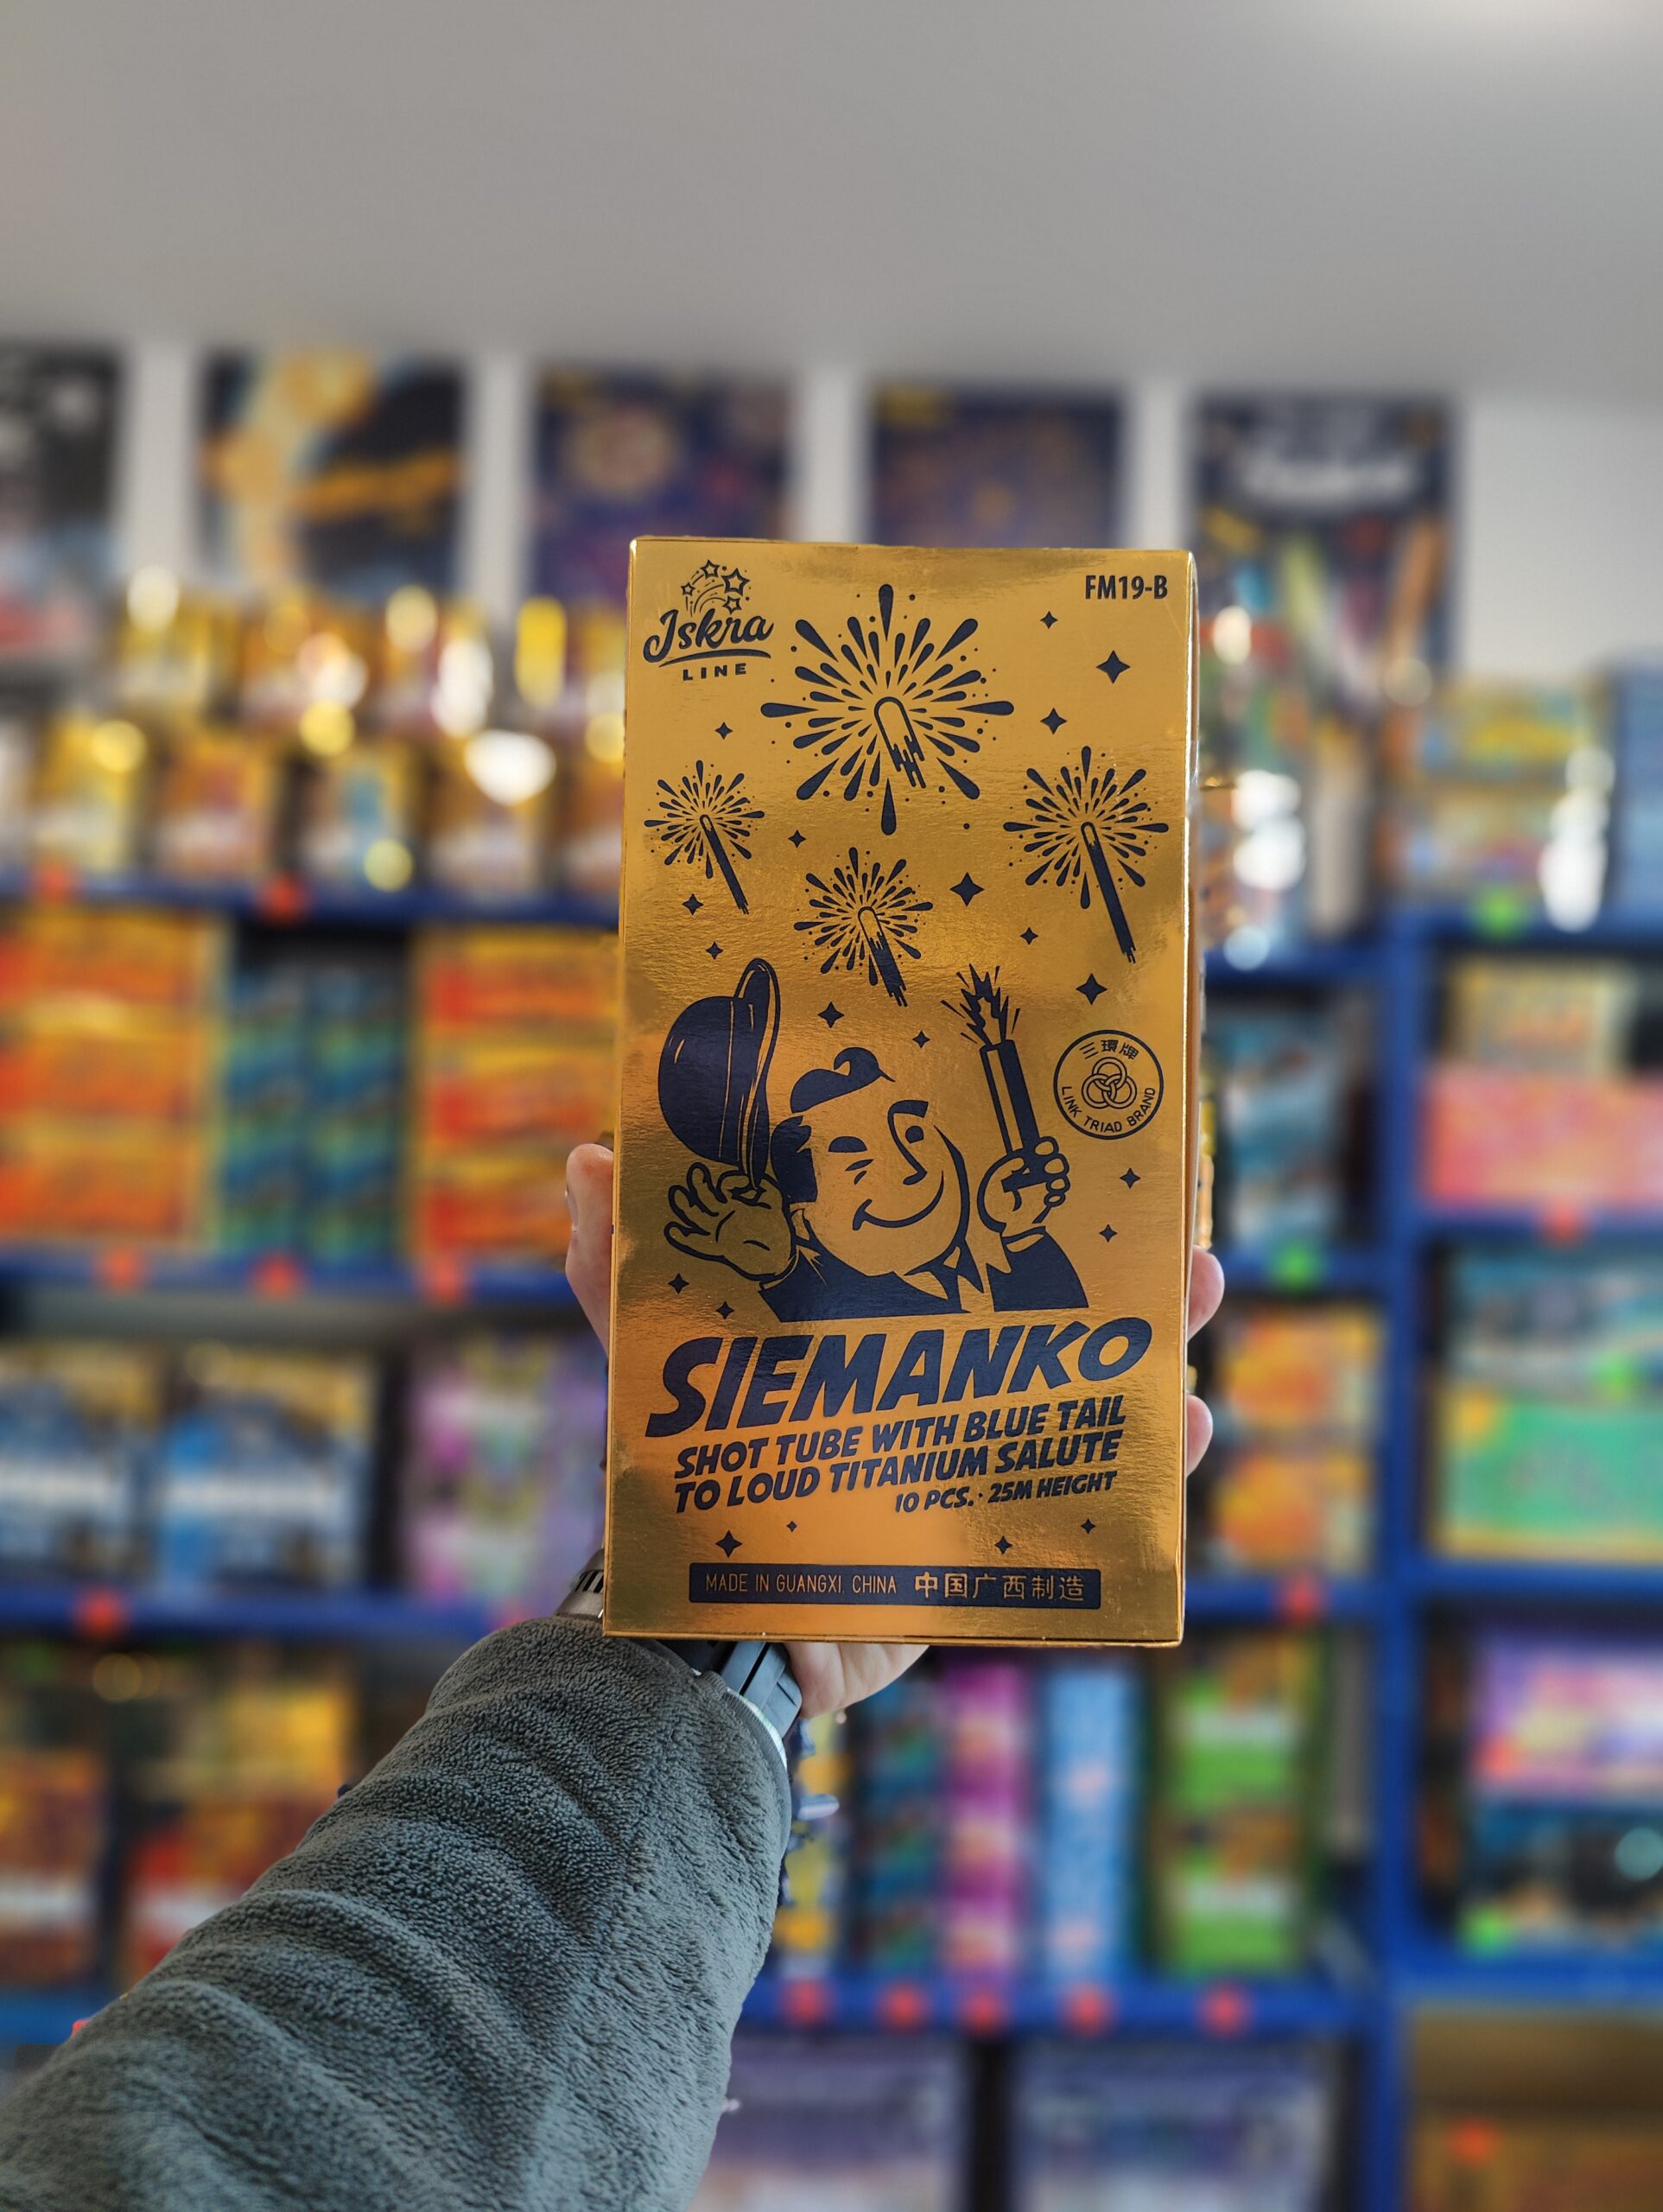 Iskra
LINE
FM19-B
三環牌
LINK TRIAD BRAND
SIEMANKO
SHOT TUBE WITH BLUE TAIL
TO LOUD TITANIUM SALUTE
10 PCS. · 25M HEIGHT
MADE IN GUANGXI, CHINA 中国广西制造